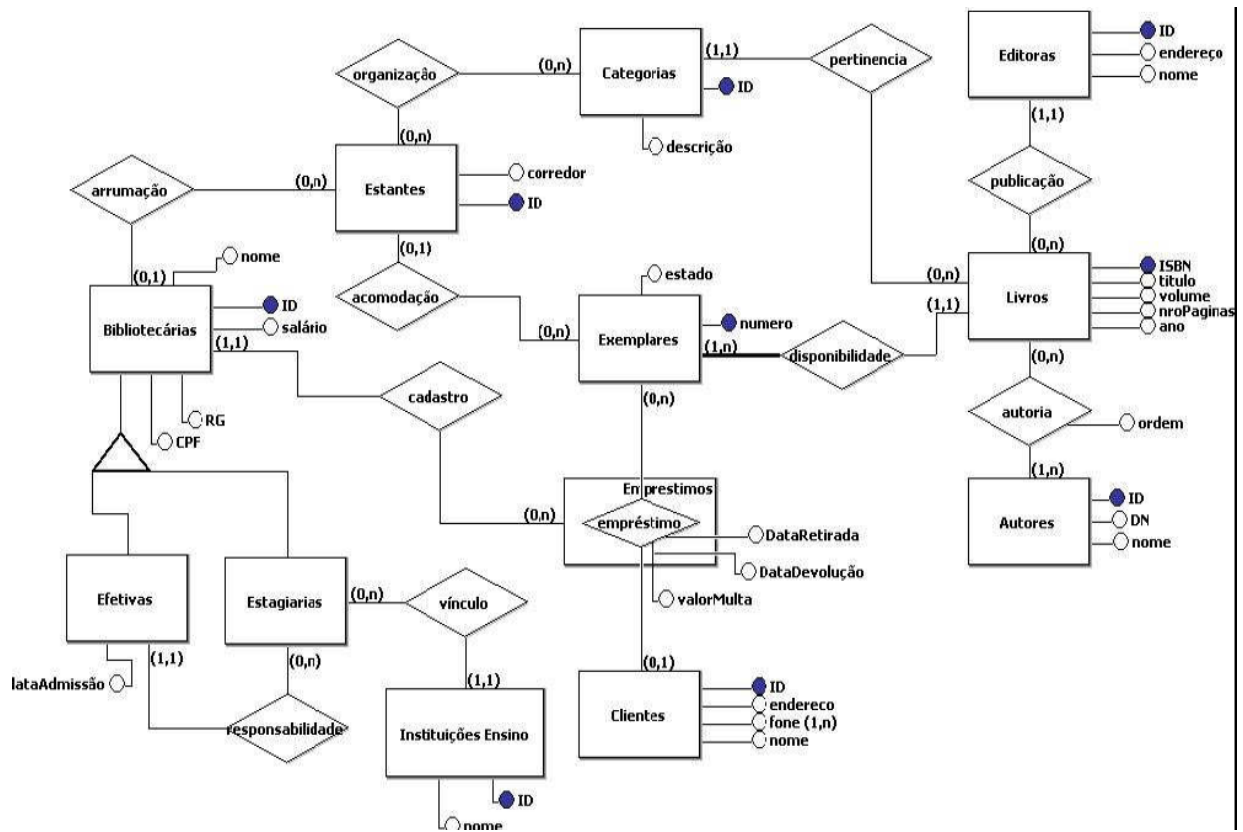 ID
Editoras
endereço
nome
(1,1)
organização
(0,n)
Categorias
(1,1)
pertinencia
ID
(0,n)
descrição
publicação
arrumação
(0,n)
Estantes
corredor
ID
(0,1)
(0,n)
nome
(0,1)
acomodação
estado
(0,n)
Livros
ISBN
titulo
volume
nroPaginas
ano
Bibliotecárias
ID
salário
(1,1)
(0,n)
Exemplares
numero
(1,n)
disponibilidade
(1,1)
(0,n)
cadastro
(0,n)
autoria
ordem
RG
CPF
(1,n)
Emprestimos
(0,n)
empréstimo
DataRetirada
DataDevolução
valorMulta
Autores
ID
DN
nome
Efetivas
Estagiarias
(0,n)
vínculo
(1,1)
(0,n)
(1,1)
lataAdmissão
responsabilidade
Instituições Ensino
ID
nome
(0,1)
Clientes
ID
endereco
fone (1,n)
nome